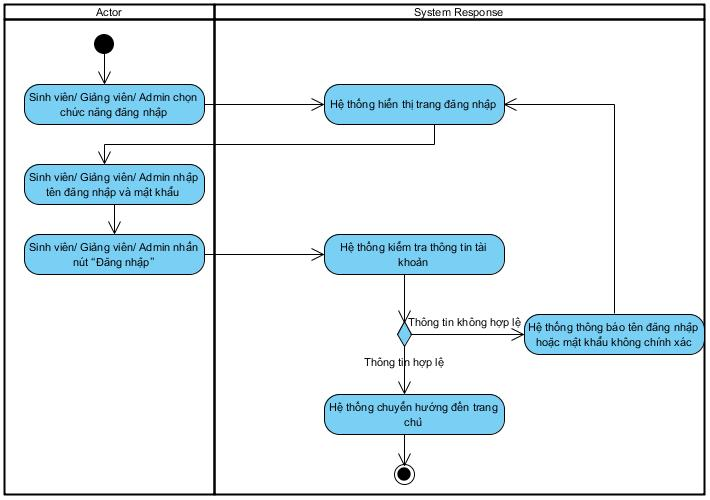 Actor
System Response
Sinh viên/ Giảng viên/ Admin chọn
chức năng đăng nhập
Hệ thống hiển thị trang đăng nhập
Sinh viên/ Giảng viên/ Admin nhập
tên đăng nhập và mật khẩu
Sinh viên/ Giảng viên/ Admin nhấn
nút “Đăng nhập”
Hệ thống kiểm tra thông tin tài
khoản
Thông tin không hợp lệ
Hệ thống thông báo tên đăng nhập
hoặc mật khẩu không chính xác
Thông tin hợp lệ
Hệ thống chuyển hướng đến trang
chủ